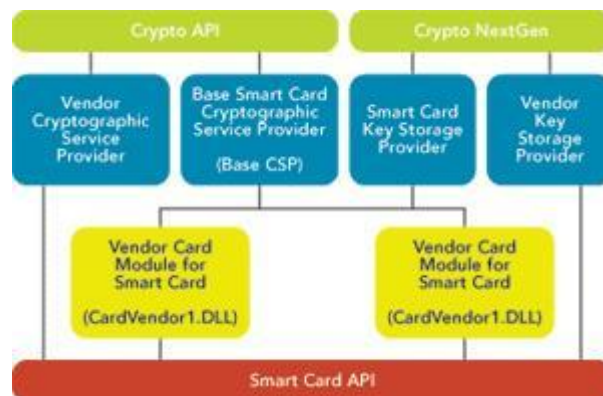 Crypto API
Crypto NextGen
Vendor
Cryptographic
Service
Provider
Base Smart Card
Cryptographic
Service Provider
(Base CSP)
Smart Card
Key Storage
Provider
Vendor
Key
Storage
Provider
Vendor Card
Module for
Smart Card
(CardVendor1.DLL)
Vendor Card
Module for
Smart Card
(CardVendor1.DLL)
Smart Card API